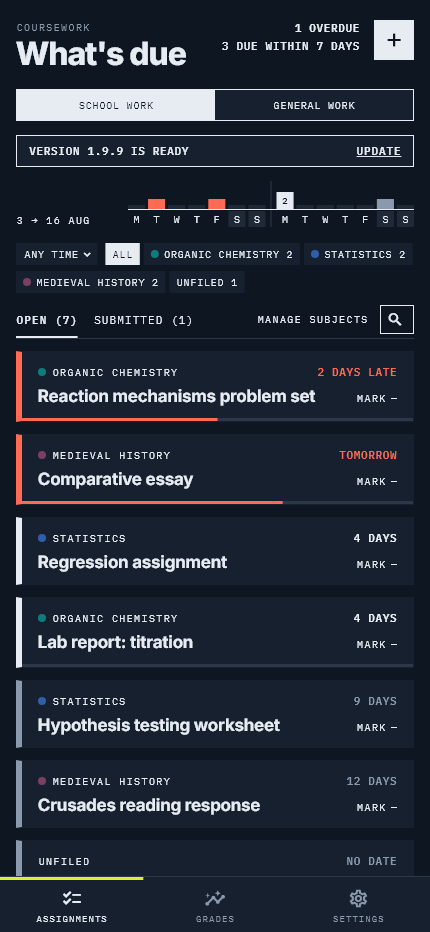 COURSEWORK
What's due
1 OVERDUE
3 DUE WITHIN 7 DAYS
+
SCHOOL WORK
GENERAL WORK
VERSION 1.9.9 IS READY
UPDATE
2
3 → 16 AUG
M T W T F S S M T W T F S S
ANY TIME
ALL
ORGANIC CHEMISTRY 2
STATISTICS 2
MEDIEVAL HISTORY 2
UNFILED 1
OPEN (7)
SUBMITTED (1)
MANAGE SUBJECTS
ORGANIC CHEMISTRY
2 DAYS LATE
Reaction mechanisms problem set
MARK —
MEDIEVAL HISTORY
TOMORROW
Comparative essay
MARK —
STATISTICS
4 DAYS
Regression assignment
MARK —
ORGANIC CHEMISTRY
4 DAYS
Lab report: titration
MARK —
STATISTICS
9 DAYS
Hypothesis testing worksheet
MARK —
MEDIEVAL HISTORY
12 DAYS
Crusades reading response
MARK —
UNFILED
NO DATE
ASSIGNMENTS
GRADES
SETTINGS